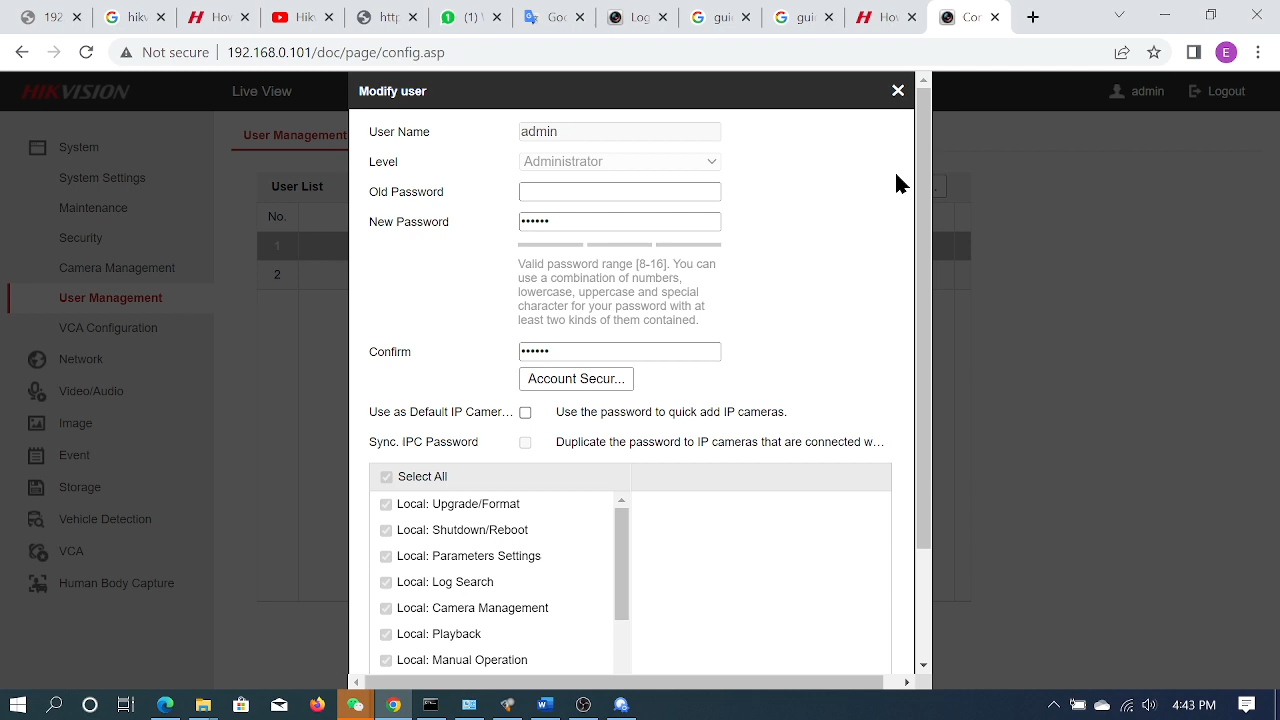 192
hik
Hov
How
http
(1)
Goo
Loc
guid
guid
Hov
Cor
Not secure
192.168.0.101/doc/page/config.asp
E
HIKVISION
Live View
Modify user
admin
Logout
User Management
System
System Settings
Maintenance
Security
Camera Management
User Management
VCA Configuration
Network
Video/Audio
Image
Event
Storage
Vehicle Detection
VCA
Human Body Capture
User List
No.
1
2
User Name
admin
Level
Administrator
Old Password
New Password
••••••
Valid password range [8-16]. You can
use a combination of numbers,
lowercase, uppercase and special
character for your password with at
least two kinds of them contained.
Confirm
••••••
Account Secur...
Use as Default IP Camer...
Use the password to quick add IP cameras.
Sync. IPC Password
Duplicate the password to IP cameras that are connected w...
Select All
Local: Upgrade/Format
Local: Shutdown/Reboot
Local: Parameters Settings
Local: Log Search
Local: Camera Management
Local: Playback
Local: Manual Operation
4:48 PM